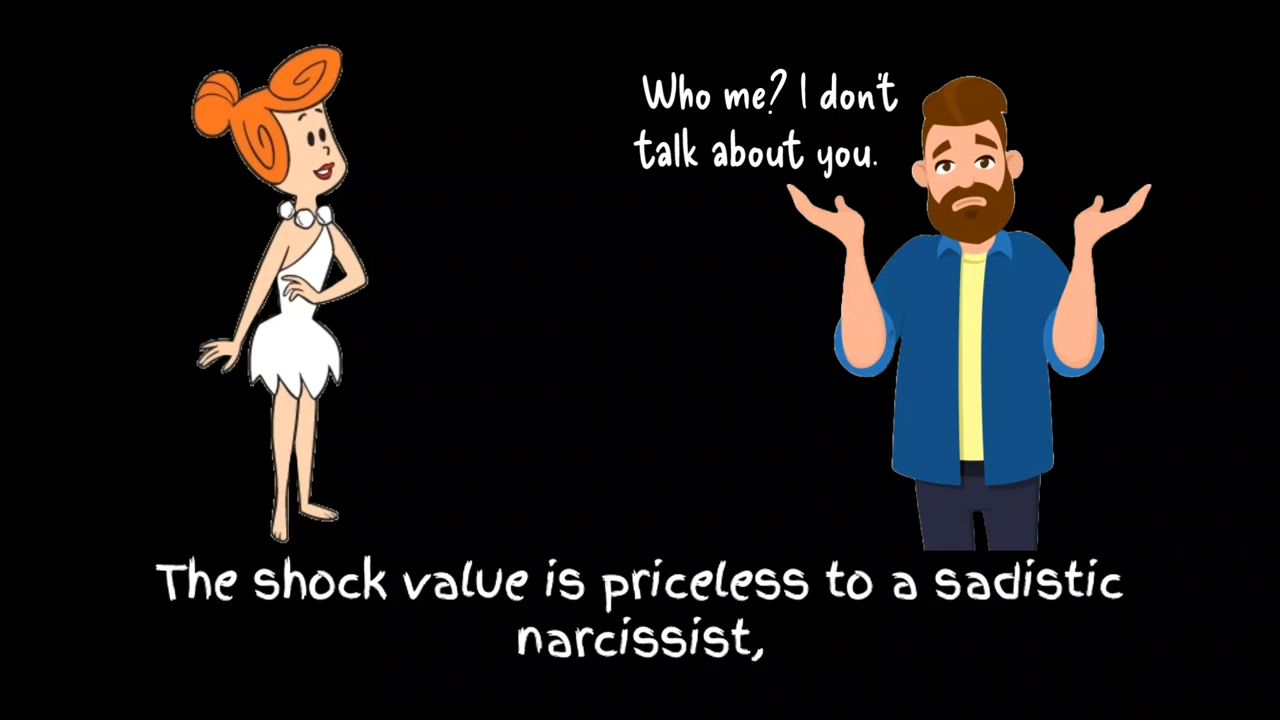 Who me? I don't
talk about you.
The shock value is priceless to a sadistic
narcissist,